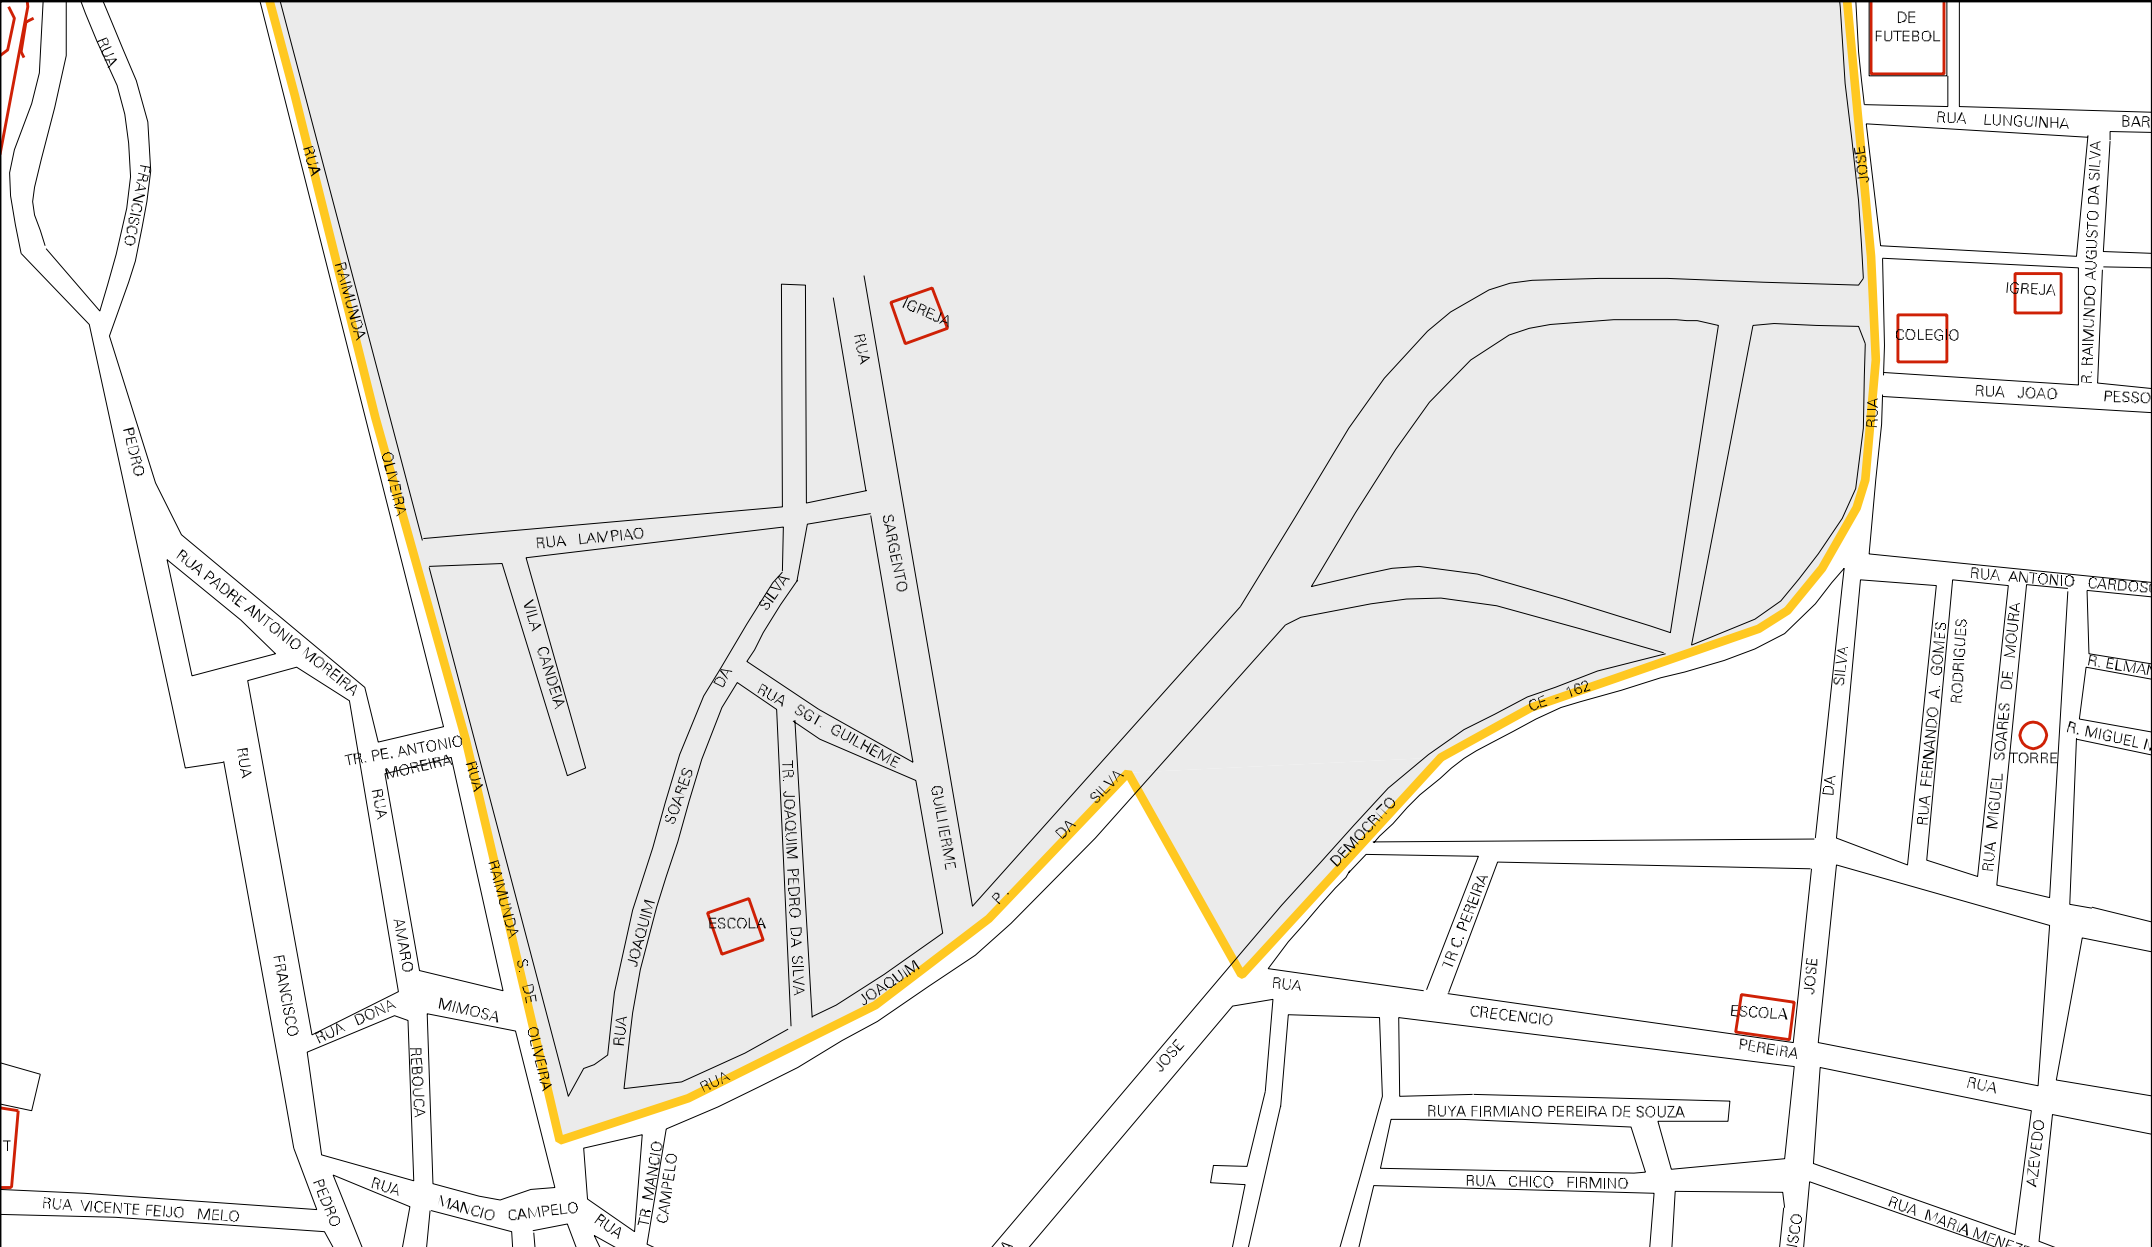 DE
FUTEBOL
RUA LUNGUINHA BAR
RUA
FRANCISCO
PEDRO
RUA
RAIMUNDA
OLIVEIRA
JOSE
RUA
R. RAIMUNDO AUGUSTO DA SILVA
IGREJA
IGREJA
COLEGIO
RUA JOAO PESSO
RUA
SARGENTO
GUILHERME
RUA LAMPIAO
VILA CANDEIA
RUA PADRE ANTONIO MOREIRA
TR. PE. ANTONIO
MOREIRA
RUA ANTONIO CARDOS
RUA JOAQUIM SOARES DA SILVA
RUA SGT. GUILHEME
TR. JOAQUIM PEDRO DA SILVA
ESCOLA
RUA JOAQUIM P. DA SILVA
CE - 162
DEMOCRITO
SILVA
DA
JOSE
RUA FERNANDO A. GOMES
RODRIGUES
RUA MIGUEL SOARES DE MOURA
TORRE
R. ELMAN
R. MIGUEL
RUA
FRANCISCO
PEDRO
RUA
AMARO
REBOUCA
RUA
RAIMUNDA
S. DE
OLIVEIRA
RUA DONA
MIMOSA
TR C. PEREIRA
RUA
CRECENCIO
PEREIRA
RUA
ESCOLA
JOSE
RUYA FIRMIANO PEREIRA DE SOUZA
RUA CHICO FIRMINO
AZEVEDO
RUA MARIA MENEZE
ISCO
T
RUA VICENTE FEIJO MELO
RUA
MANCIO CAMPELO
RUA
TR MANCIO
CAMPELO
A